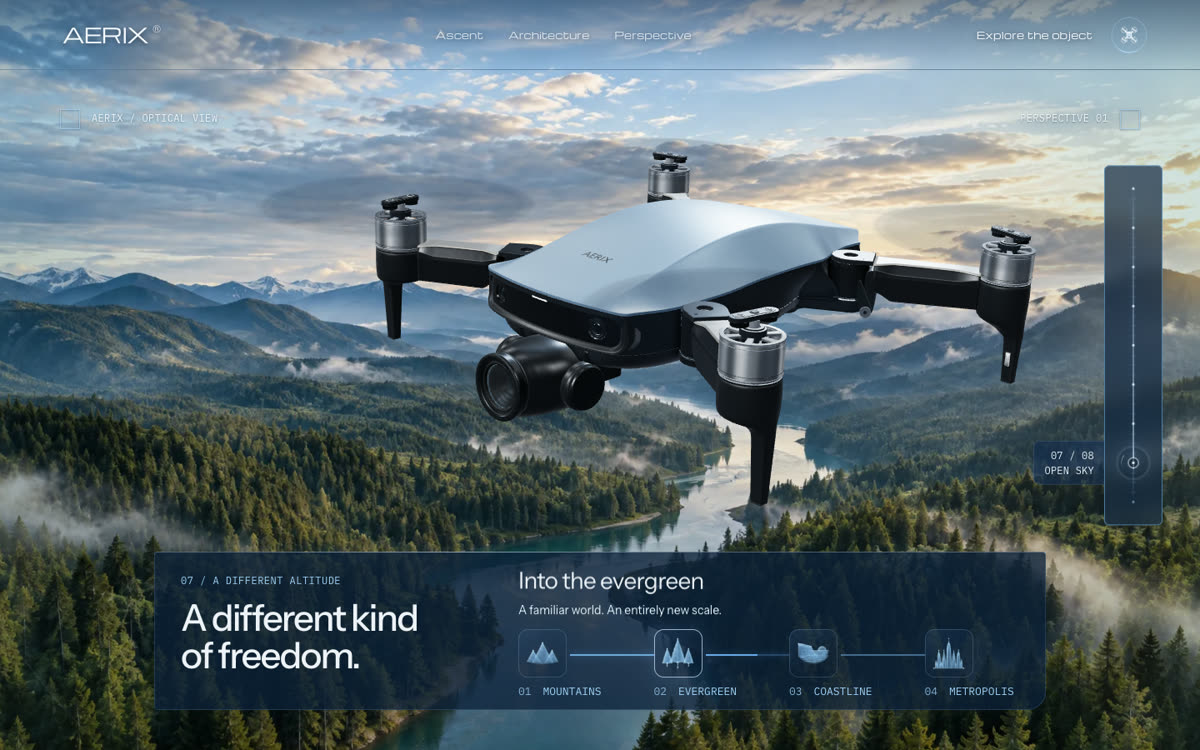 AERIX ®
Ascent Architecture Perspective
Explore the object
AERIX / OPTICAL VIEW
PERSPECTIVE 01
AERIX
07 / 08
OPEN SKY
07 / A DIFFERENT ALTITUDE
A different kind
of freedom.
Into the evergreen
A familiar world. An entirely new scale.
01 MOUNTAINS
02 EVERGREEN
03 COASTLINE
04 METROPOLIS